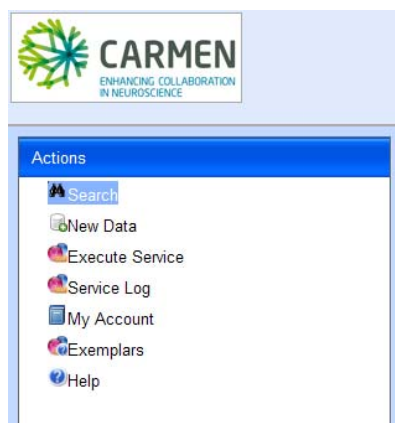 CARMEN
ENHANCING COLLABORATION
IN NEUROSCIENCE
Actions
Search
New Data
Execute Service
Service Log
My Account
Exemplars
Help